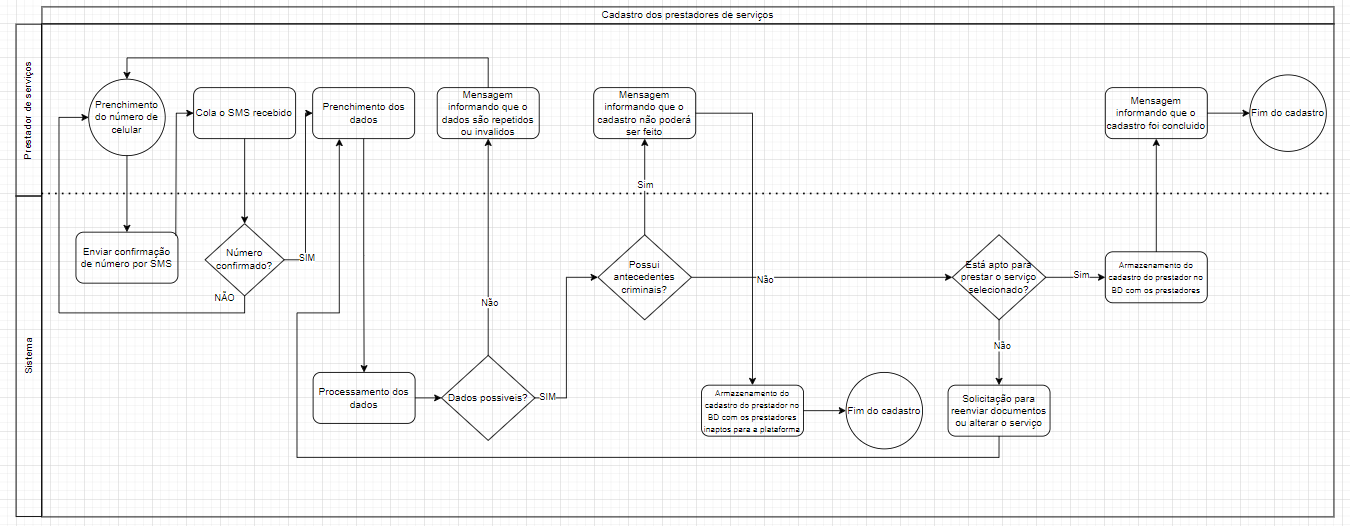 Cadastro dos prestadores de serviços
Prestador de serviços
Prenchimento
do número de
celular
Cola o SMS recebido
Prenchimento dos
dados
Mensagem
informando que o
dados são repetidos
ou invalidos
Mensagem
informando que o
cadastro não poderá
ser feito
Mensagem
informando que o
cadastro foi concluido
Fim do cadastro
Sim
Sistema
Enviar confirmação
de número por SMS
Número
confirmado?
SIM
NÃO
Possui
antecedentes
criminais?
Não
Está apto para
prestar o serviço
selecionado?
Sim
Armazenamento do
cadastro do prestador no
BD com os prestadores
Não
Não
Processamento dos
dados
Dados possiveis?
SIM
Armazenamento do
cadastro do prestador no
BD com os prestadores
inaptos para a plataforma
Fim do cadastro
Solicitação para
reenviar documentos
ou alterar o serviço